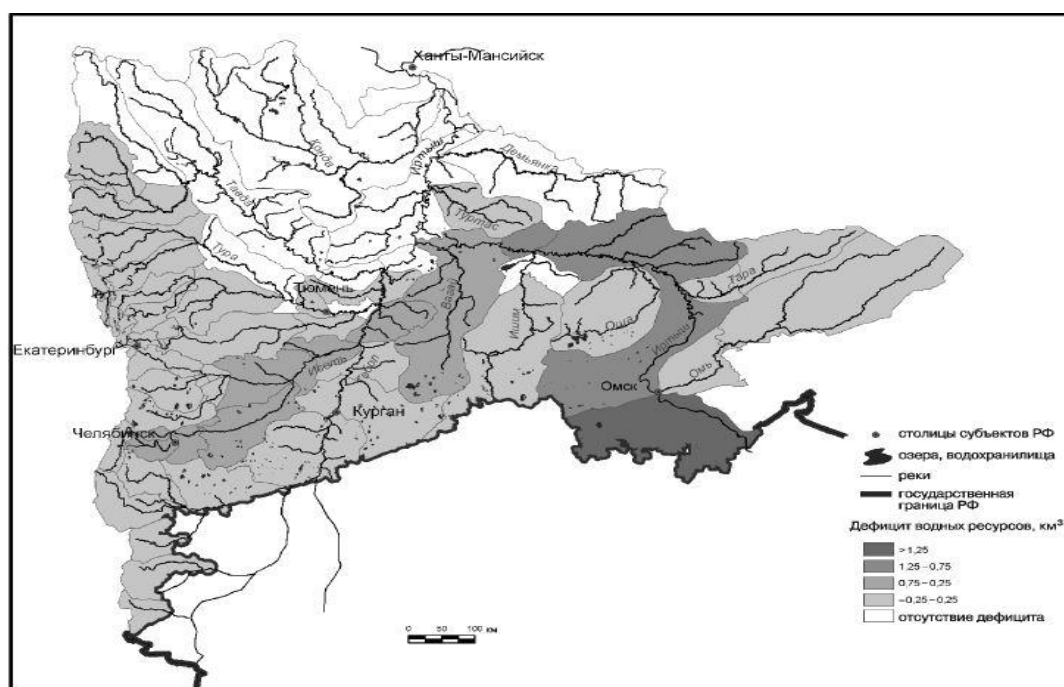 Ханты-Мансийск
Конда
Иртыш
Демьянка
Тавда
Туртас
Тура
Тюмень
Вагай
Тара
Ишим
Оша
Иртыш
Екатеринбург
Исеть
Тобол
Омь
Омск
Курган
Челябинск
столицы субъектов РФ
озера, водохранилища
реки
государственная
граница РФ
Дефицит водных ресурсов, км³
> 1,25
1,25 – 0,75
0,75 – 0,25
–0,25 – 0,25
отсутствие дефицита
0 50 100 км